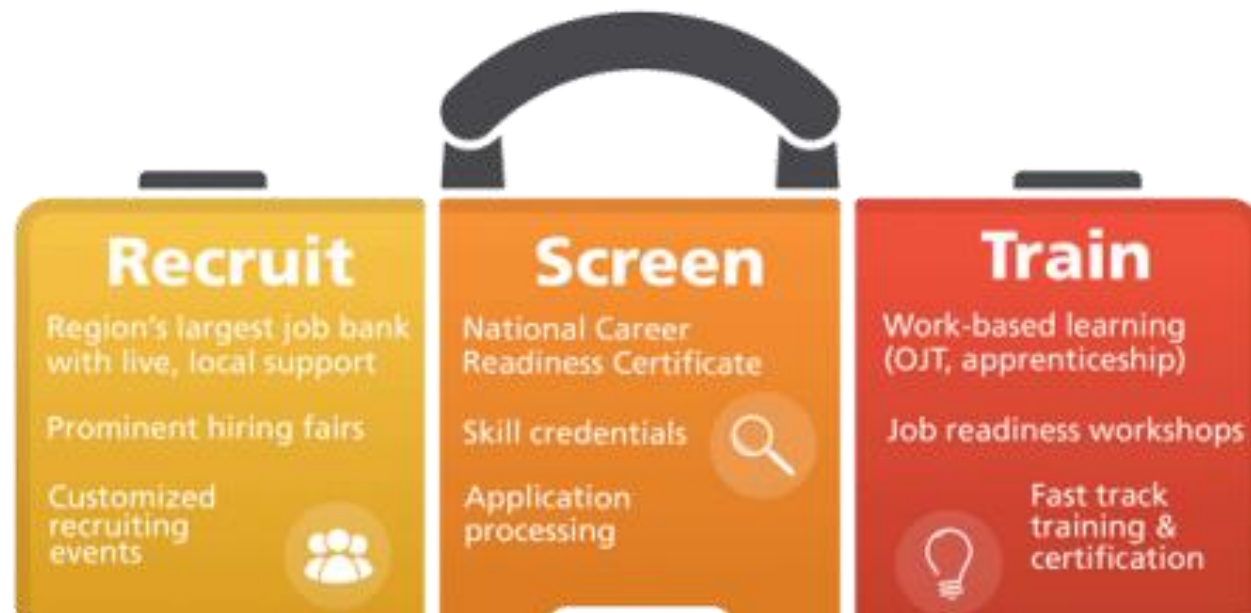 Recruit
Region's largest job bank
with live, local support
Prominent hiring fairs
Customized
recruiting
events
Screen
National Career
Readiness Certificate
Skill credentials
Application
processing
Train
Work-based learning
(OJT, apprenticeship)
Job readiness workshops
Fast track
training &
certification